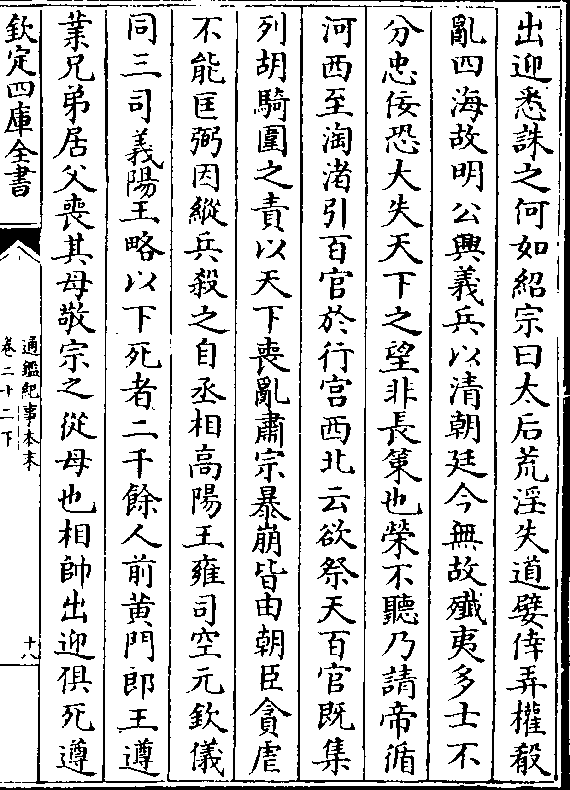 出迎悉誅之何如紹宗曰太后荒淫失道嬖倖弄權殽
亂四海故明公興義兵以清朝廷今無故殱夷多士不
分忠佞恐大失天下之望非長策也榮不聽乃請帝循
河西至淘渚引百官於行宫西北云欲祭天百官既集
列胡騎圍之責以天下喪亂肅宗暴崩皆由朝臣貪虐
不能匡弼因縱兵殺之自丞相高陽王雍司空元欽儀
同三司義陽王略以下死者二千餘人前黄門郎王遵
業兄弟居父喪其母敬宗之從母也相帥出迎俱死遵
欽定四庫全書
通鑑紀事本末
卷二十二下
十八